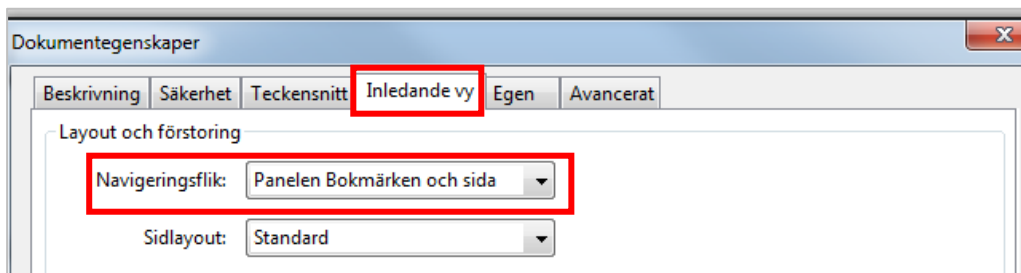 Dokumentegenskaper
Beskrivning Säkerhet Teckensnitt Inledande vy Egen Avancerat
Layout och förstoring
Navigeringsflik: Panelen Bokmärken och sida
Sidlayout: Standard